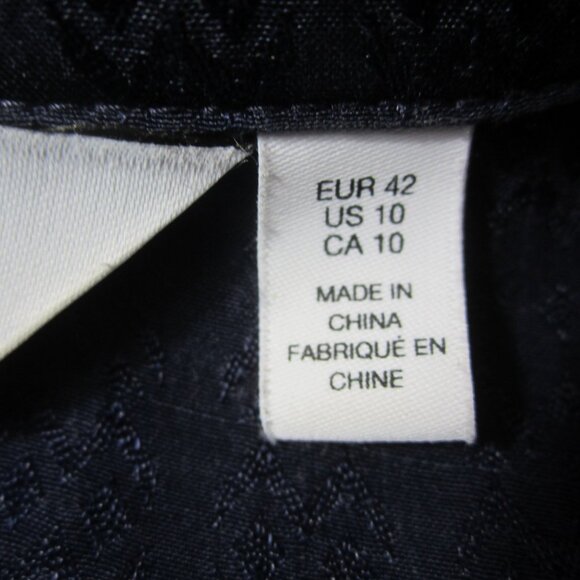 EUR 42
US 10
CA 10
MADE IN
CHINA
FABRIQUÉ EN
CHINE